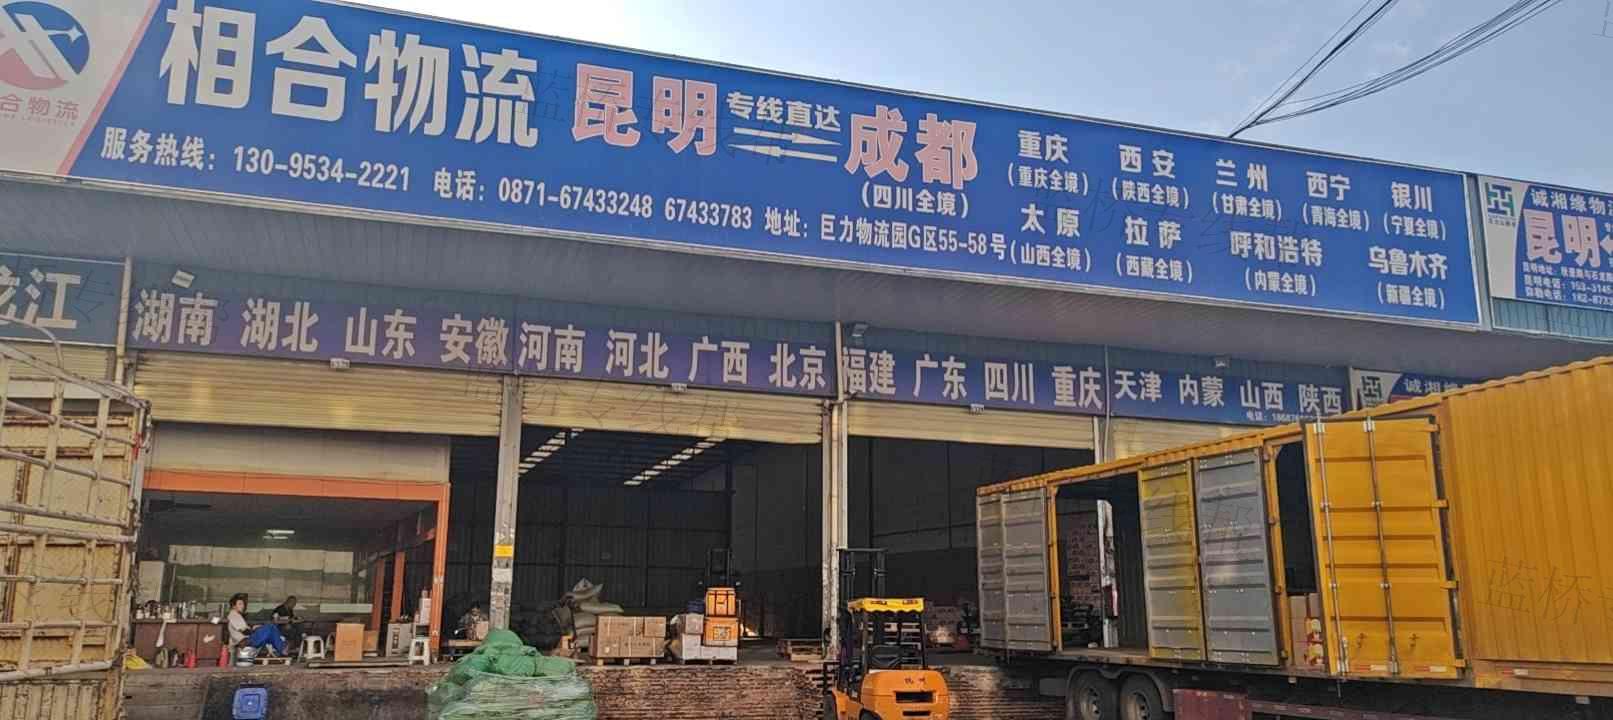 合物流
相合物流
昆明 专线直达 成都
(四川全境)
服务热线：130-9534-2221 电话：0871-67433248 67433783 地址：巨力物流园G区55-58号
重庆 西安 兰州 西宁 银川
(重庆全境) (陕西全境) (甘肃全境) (青海全境) (宁夏全境)
太原 拉萨 呼和浩特 乌鲁木齐
(山西全境) (西藏全境) (内蒙全境) (新疆全境)
诚湘缘物
昆明
龙江
湖南 湖北 山东 安徽 河南 河北 广西 北京 福建 广东 四川 重庆 天津 内蒙 山西 陕西
诚湘缘